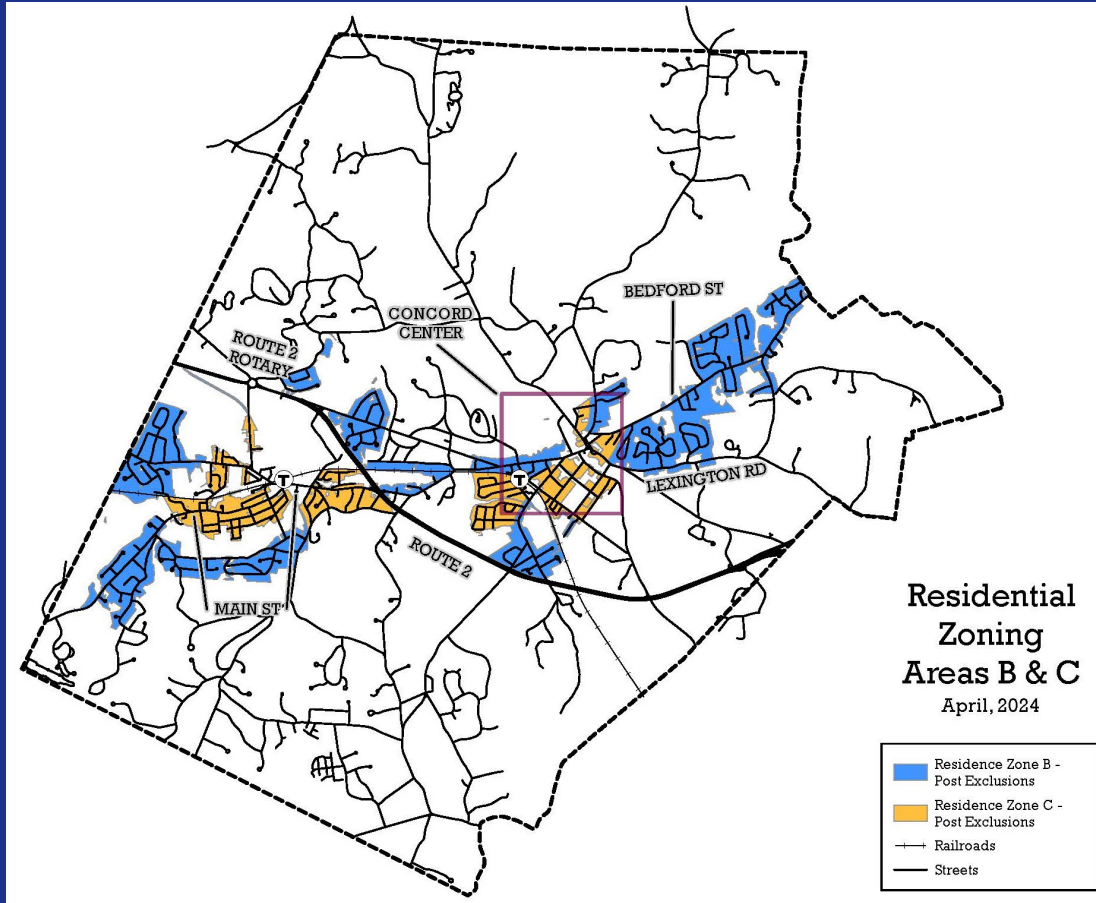 BEDFORD ST
CONCORD
CENTER
ROUTE 2
ROTARY
T
T
LEXINGTON RD
ROUTE 2
MAIN ST
Residential
Zoning
Areas B & C
April, 2024
Residence Zone B -
Post Exclusions
Residence Zone C -
Post Exclusions
Railroads
Streets